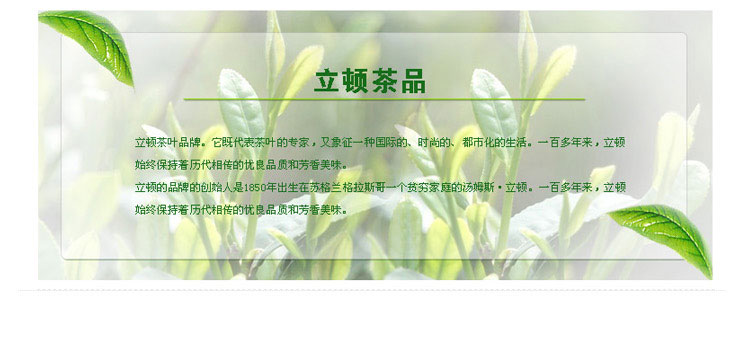 立顿茶品
立顿茶叶品牌。它既代表茶叶的专家，又象征一种国际的、时尚的、都市化的生活。一百多年来，立顿
始终保持着历代相传的优良品质和芳香美味。
立顿的品牌的创始人是1850年出生在苏格兰格拉斯哥一个贫穷家庭的汤姆斯·立顿。一百多年来，立顿
始终保持着历代相传的优良品质和芳香美味。